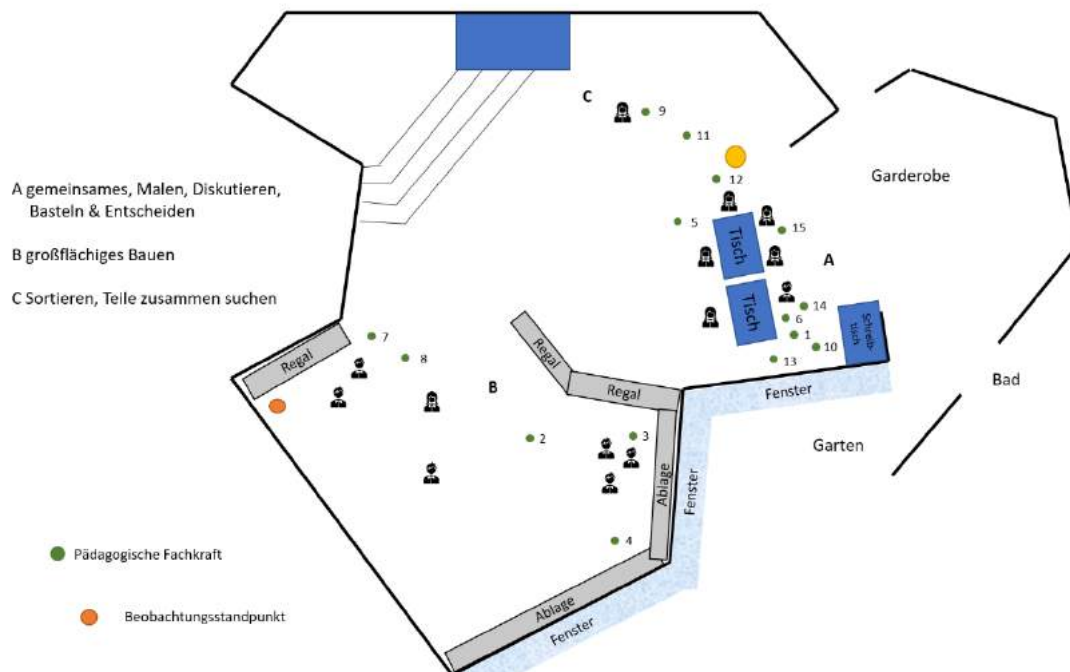 C
9
11
12
Garderobe
A gemeinsames, Malen, Diskutieren,
Basteln & Entscheiden
5
15
Tisch
A
B großflächiges Bauen
C Sortieren, Teile zusammen suchen
Tisch
14
6
Schreib-
tisch
1
10
13
7
8
Regal
Regal
B
Regal
Fenster
Bad
2
3
Garten
Ablage
Fenster
4
Pädagogische Fachkraft
Ablage
Fenster
Beobachtungsstandpunkt